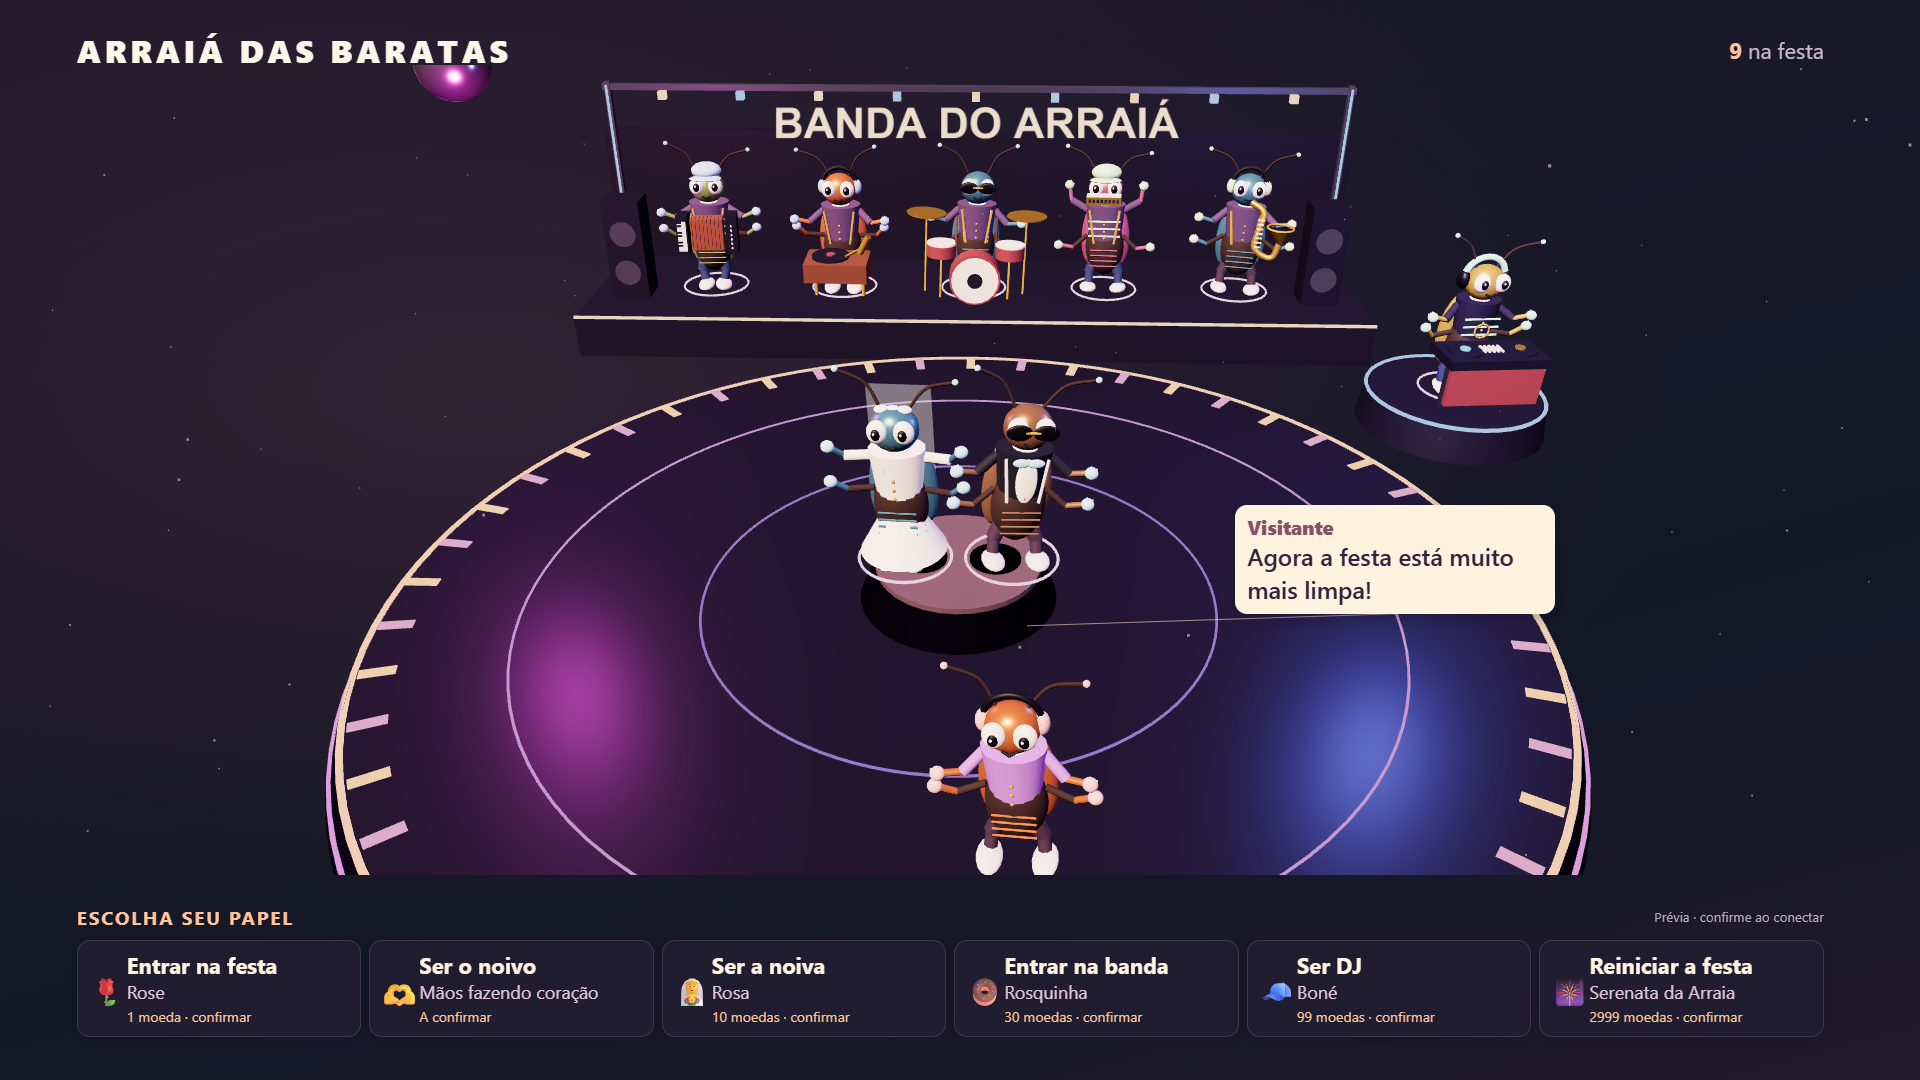 ARRAIÁ DAS BARATAS
9 na festa
BANDA DO ARRAIÁ
Visitante
Agora a festa está muito
mais limpa!
ESCOLHA SEU PAPEL
Prévia · confirme ao conectar
Entrar na festa
Rose
1 moeda · confirmar
Ser o noivo
Mãos fazendo coração
A confirmar
Ser a noiva
Rosa
10 moedas · confirmar
Entrar na banda
Rosquinha
30 moedas · confirmar
Ser DJ
Boné
99 moedas · confirmar
Reiniciar a festa
Serenata da Arraia
2999 moedas · confirmar